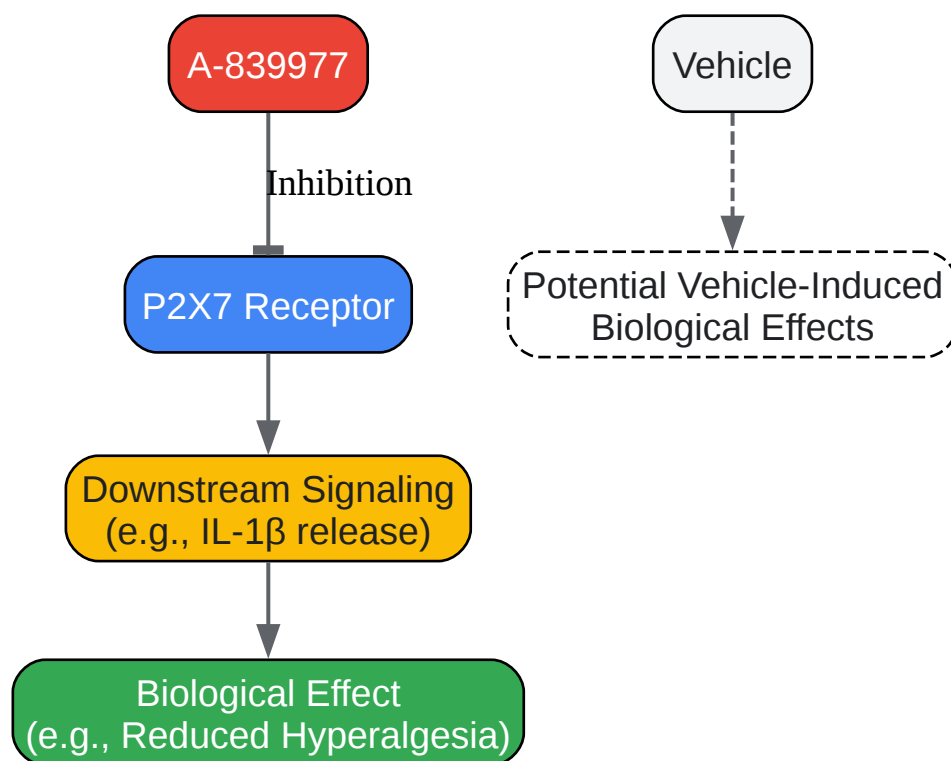 A-839977
Vehicle
Inhibition
P2X7 Receptor
Potential Vehicle-Induced
Biological Effects
Downstream Signaling
(e.g., IL-1β release)
Biological Effect
(e.g., Reduced Hyperalgesia)